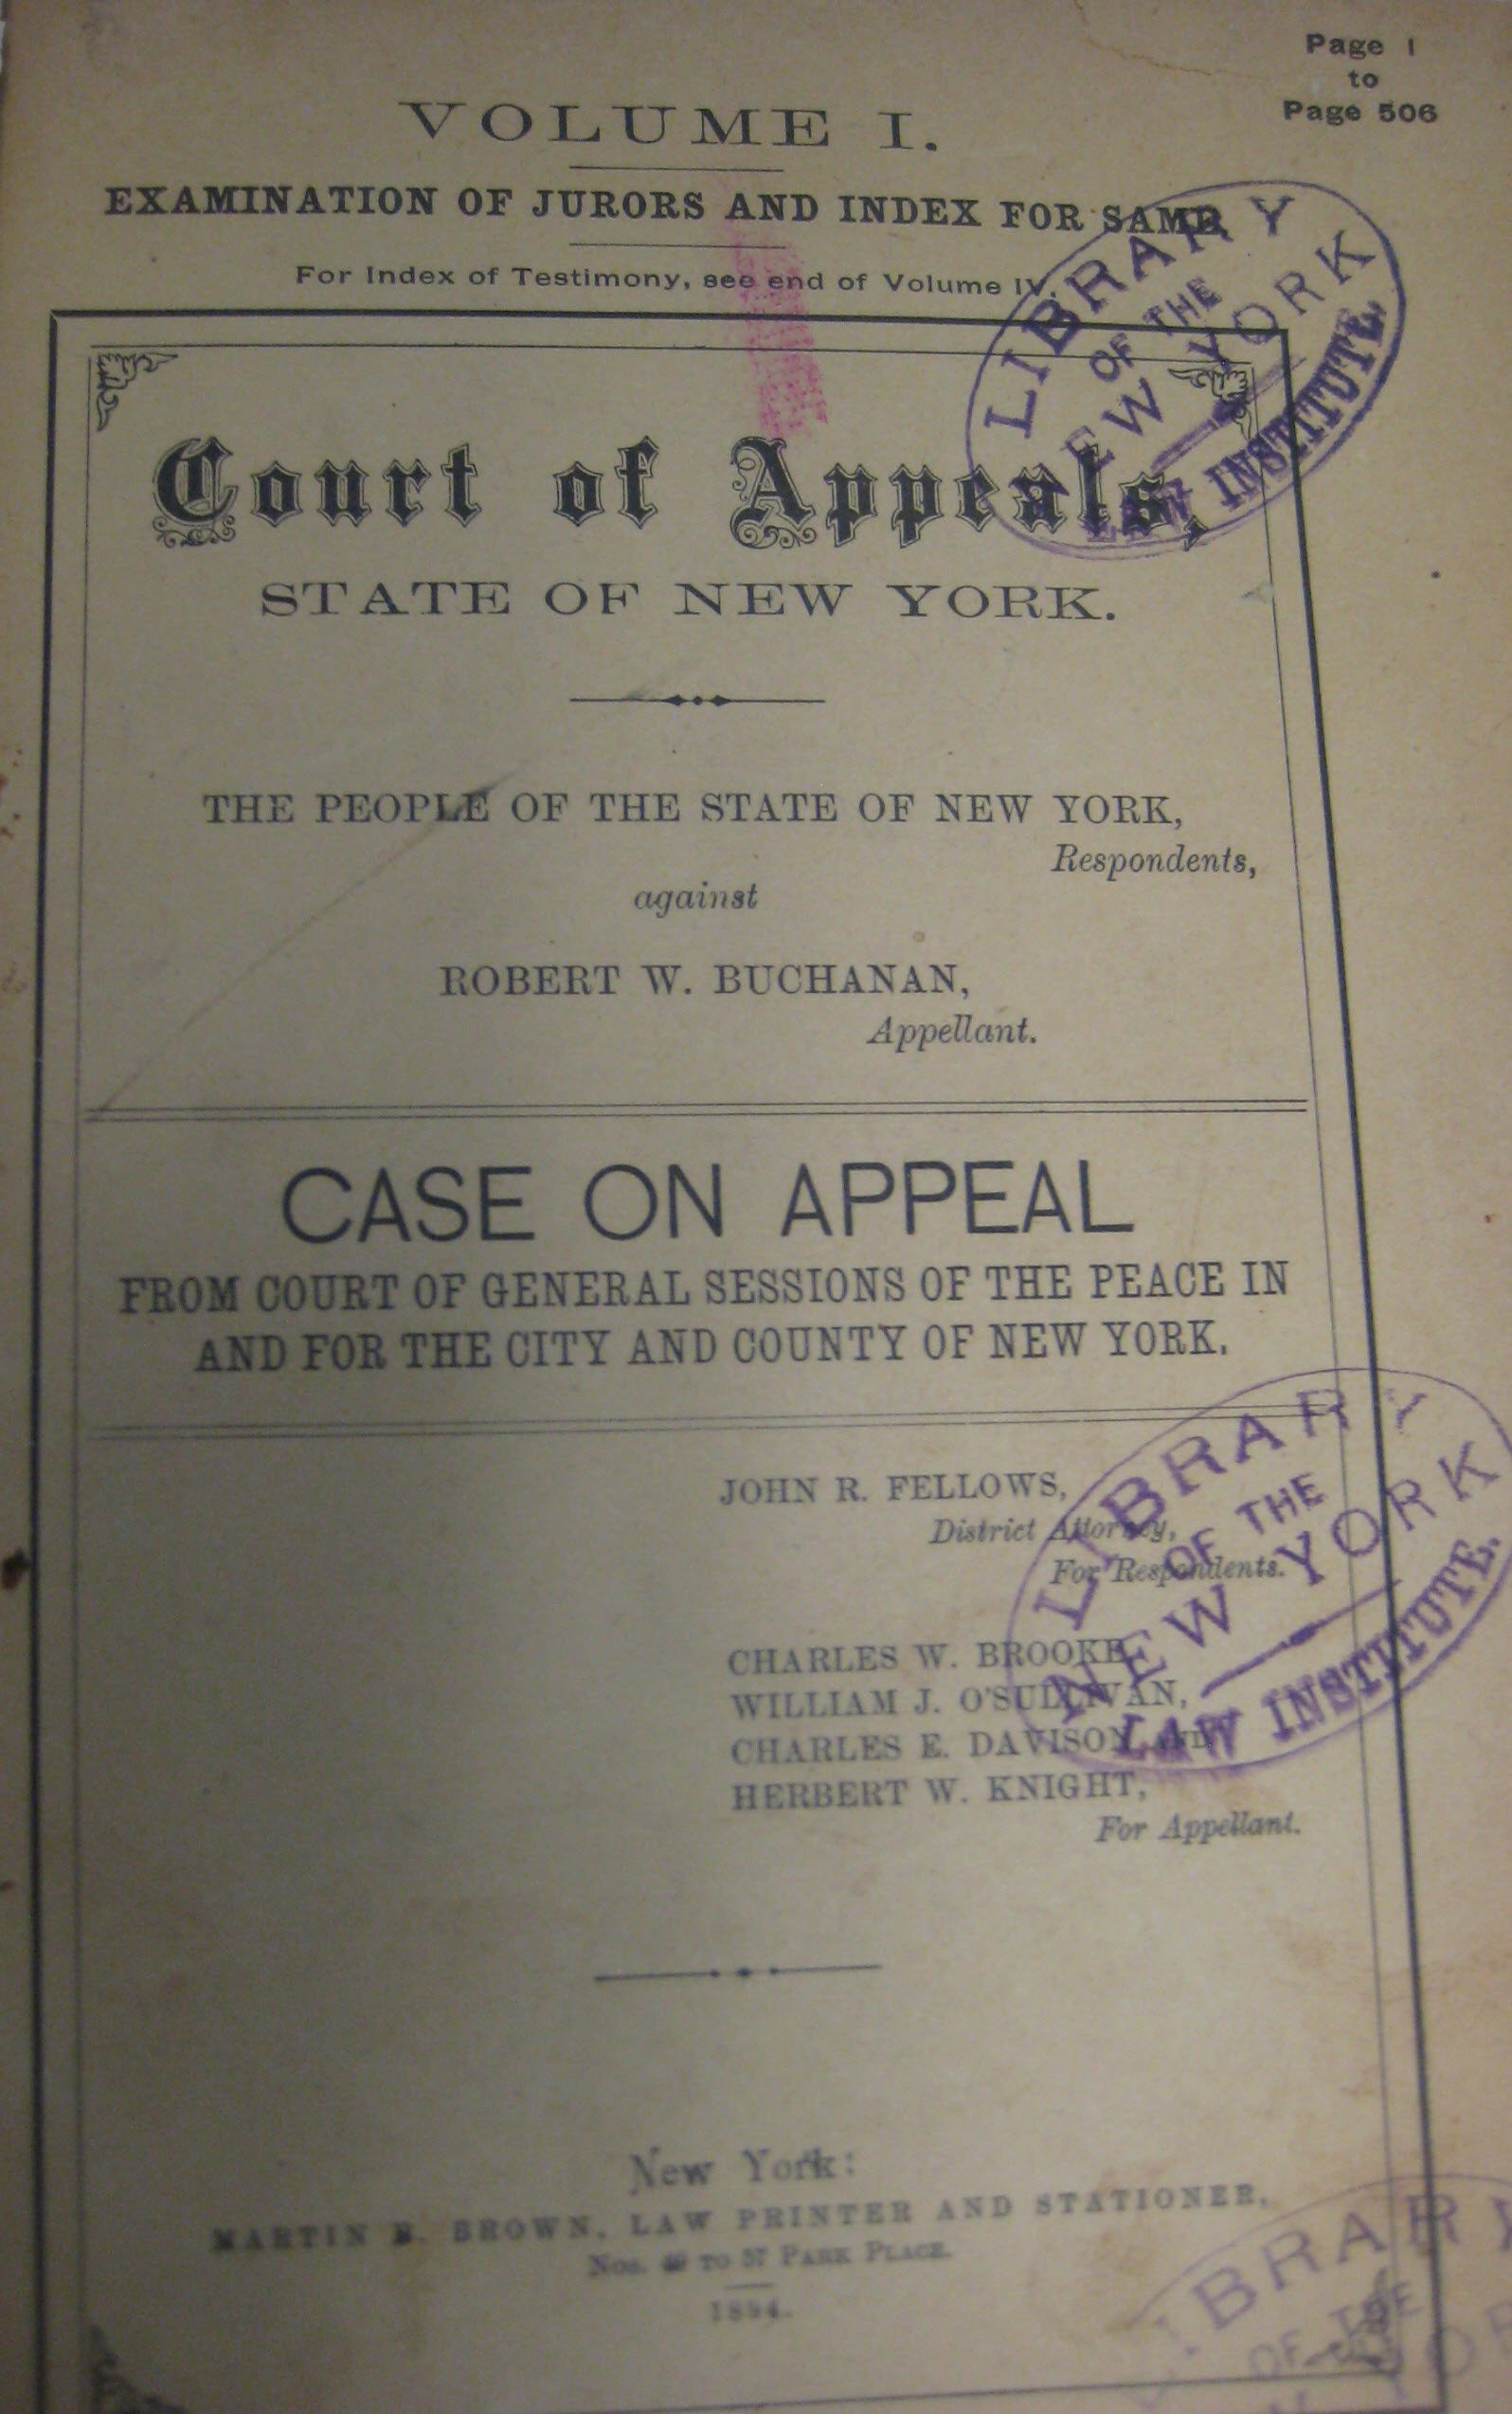 Page 1
to
Page 506
VOLUME I.
EXAMINATION OF JURORS AND INDEX FOR SAME.
For Index of Testimony, see end of Volume IV.
LIBRARY
OF THE
NEW YORK
LAW INSTITUTE.
Court of Appeals,
STATE OF NEW YORK.
THE PEOPLE OF THE STATE OF NEW YORK,
Respondents,
against
ROBERT W. BUCHANAN,
Appellant.
CASE ON APPEAL
FROM COURT OF GENERAL SESSIONS OF THE PEACE IN
AND FOR THE CITY AND COUNTY OF NEW YORK.
JOHN R. FELLOWS,
District Attorney,
For Respondents.
LIBRARY
OF THE
NEW YORK
LAW INSTITUTE.
CHARLES W. BROOKE,
WILLIAM J. O'SULLIVAN,
CHARLES E. DAVISON AND
HERBERT W. KNIGHT,
For Appellant.
New York:
MARTIN B. BROWN, LAW PRINTER AND STATIONER,
Nos. TO 57 PARK PLACE.
1894.
LIBRARY
OF THE